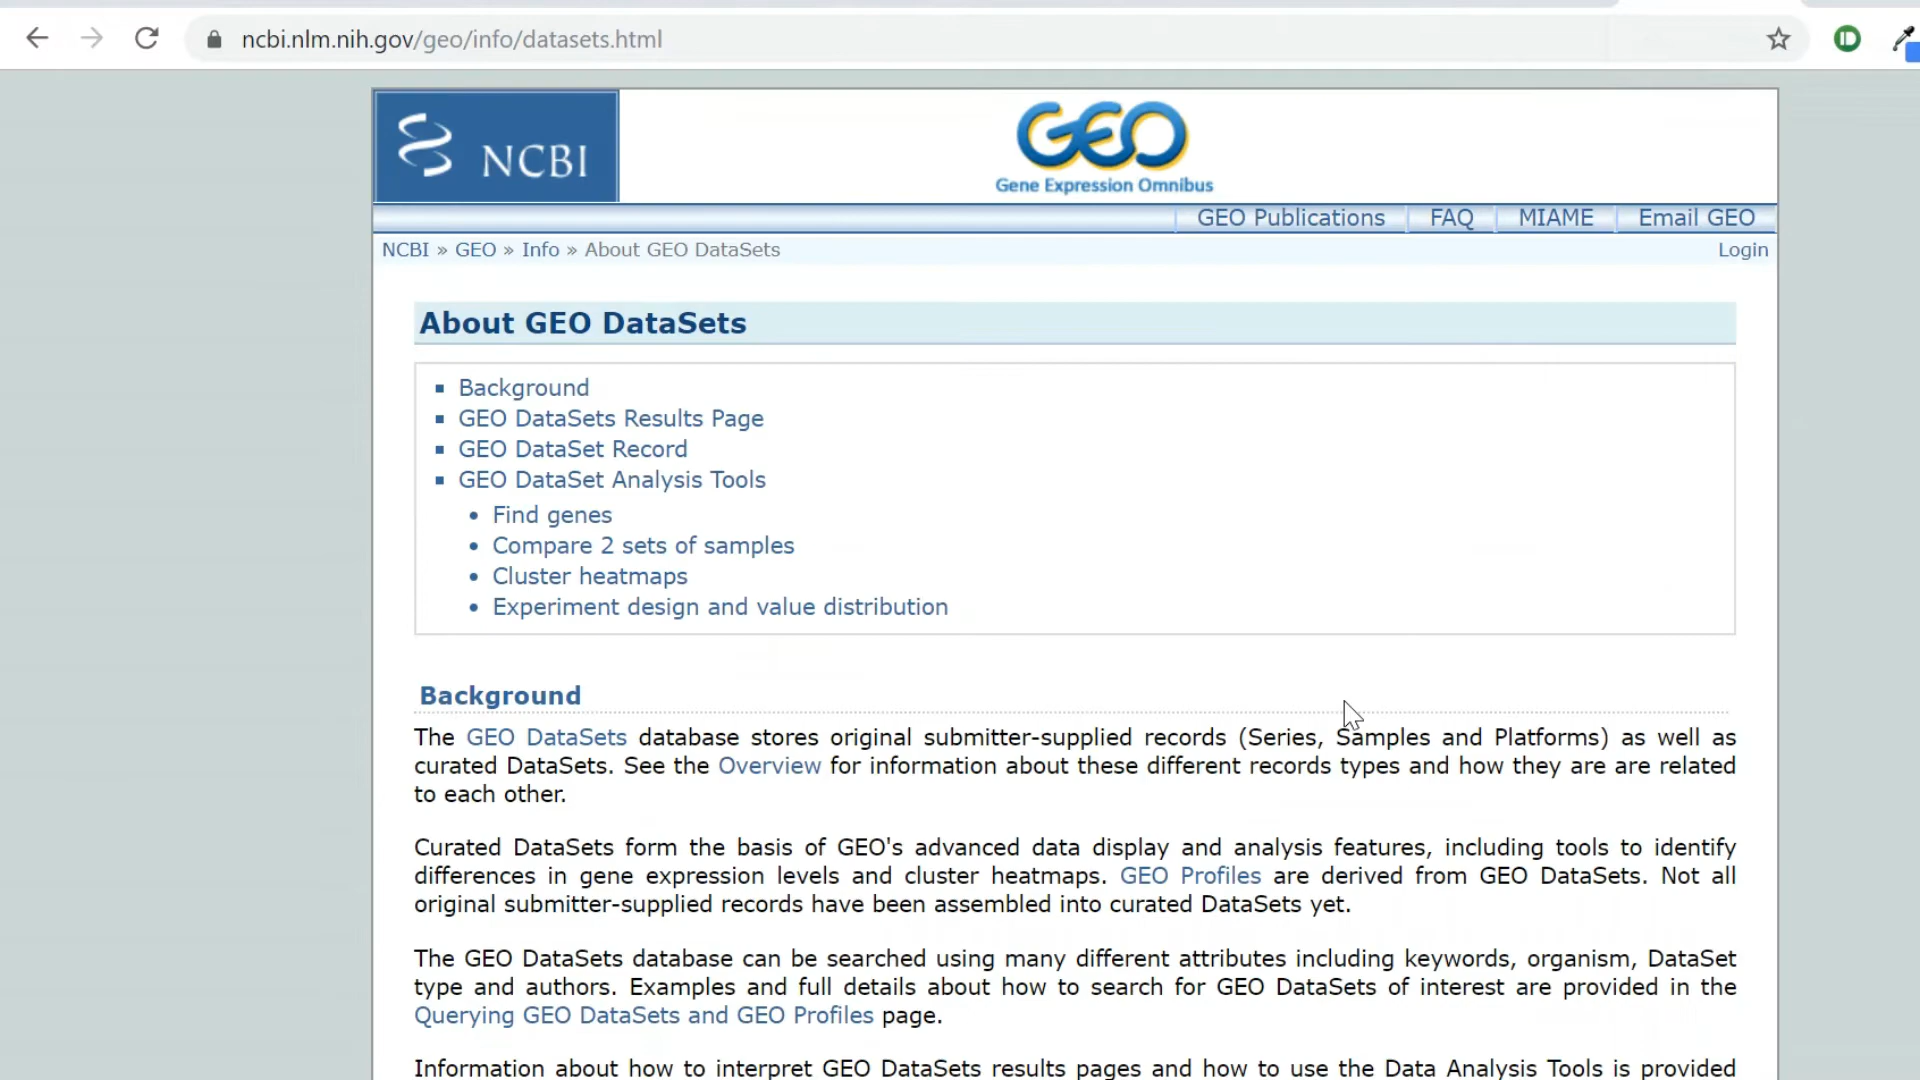 ncbi.nlm.nih.gov/geo/info/datasets.html
NCBI
GEO
Gene Expression Omnibus
GEO Publications FAQ MIAME Email GEO
NCBI » GEO » Info » About GEO DataSets Login
About GEO DataSets
Background
GEO DataSets Results Page
GEO DataSet Record
GEO DataSet Analysis Tools
Find genes
Compare 2 sets of samples
Cluster heatmaps
Experiment design and value distribution
Background
The GEO DataSets database stores original submitter-supplied records (Series, Samples and Platforms) as well as
curated DataSets. See the Overview for information about these different records types and how they are are related
to each other.
Curated DataSets form the basis of GEO's advanced data display and analysis features, including tools to identify
differences in gene expression levels and cluster heatmaps. GEO Profiles are derived from GEO DataSets. Not all
original submitter-supplied records have been assembled into curated DataSets yet.
The GEO DataSets database can be searched using many different attributes including keywords, organism, DataSet
type and authors. Examples and full details about how to search for GEO DataSets of interest are provided in the
Querying GEO DataSets and GEO Profiles page.
Information about how to interpret GEO DataSets results pages and how to use the Data Analysis Tools is provided